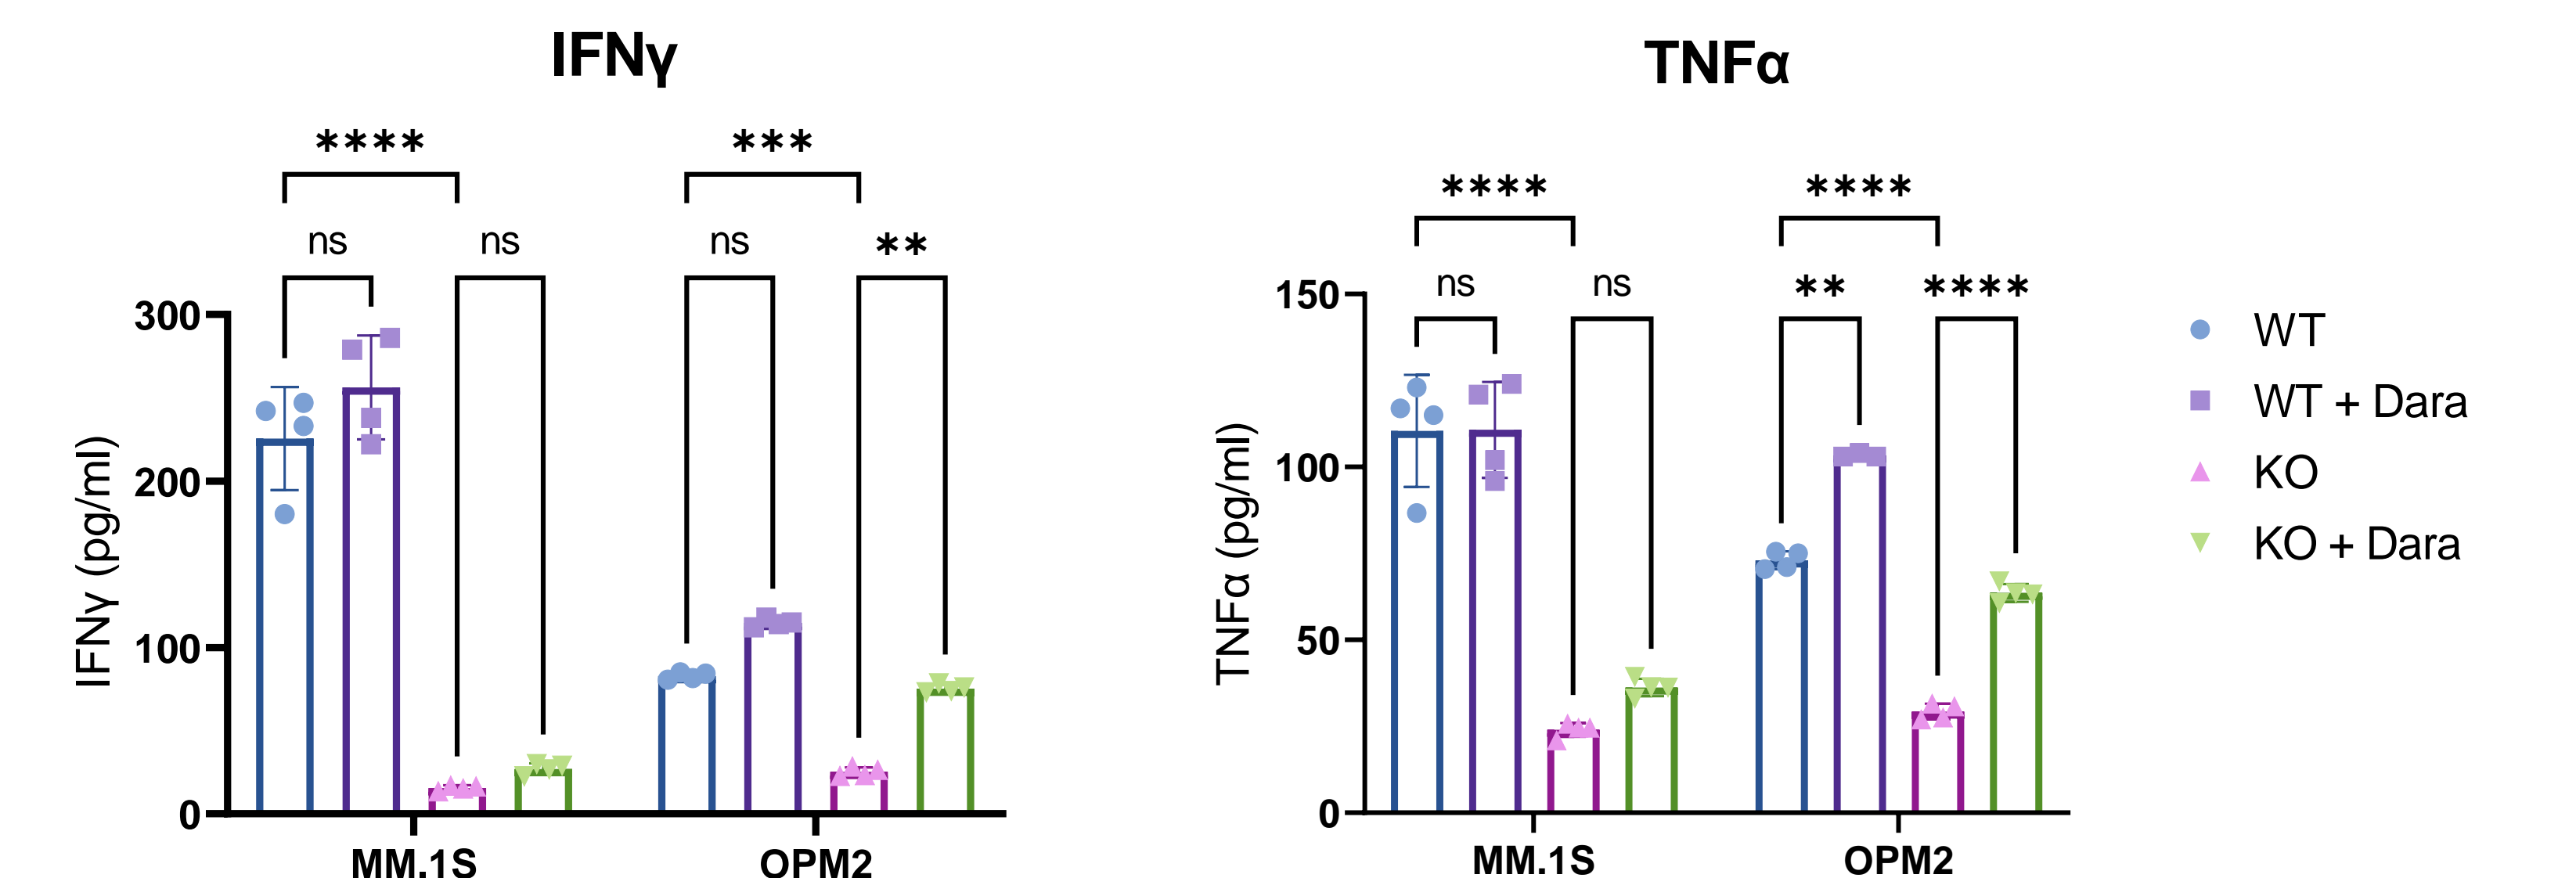 IFNγ
**** ***
ns ns ns **
300
200
100
0
IFNγ (pg/ml)
MM.1S OPM2
TNFα
**** ****
ns ns ** ****
150
100
50
0
TNFα (pg/ml)
MM.1S OPM2
WT
WT + Dara
KO
KO + Dara